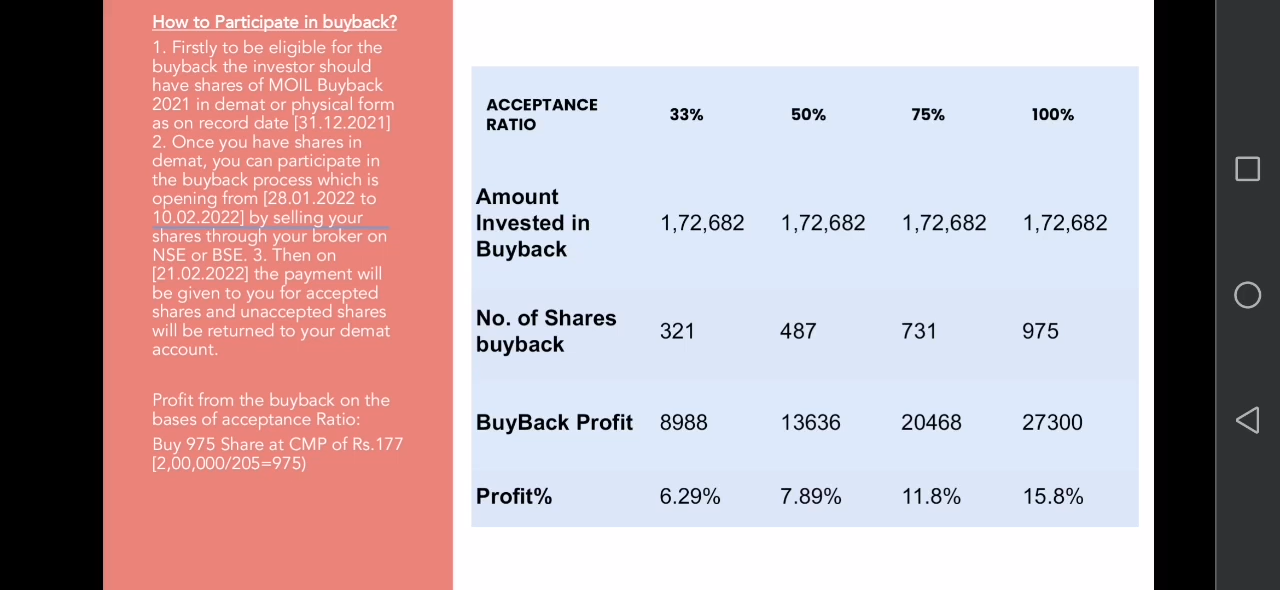 How to Participate in buyback?
1. Firstly to be eligible for the
buyback the investor should
have shares of MOIL Buyback
2021 in demat or physical form
as on record date [31.12.2021]
2. Once you have shares in
demat, you can participate in
the buyback process which is
opening from [28.01.2022 to
10.02.2022] by selling your
shares through your broker on
NSE or BSE. 3. Then on
[21.02.2022] the payment will
be given to you for accepted
shares and unaccepted shares
will be returned to your demat
account.
Profit from the buyback on the
bases of acceptance Ratio:
Buy 975 Share at CMP of Rs.177
[2,00,000/205=975)
ACCEPTANCE
RATIO 33% 50% 75% 100%
Amount
Invested in 1,72,682 1,72,682 1,72,682 1,72,682
Buyback
No. of Shares
buyback 321 487 731 975
BuyBack Profit 8988 13636 20468 27300
Profit% 6.29% 7.89% 11.8% 15.8%